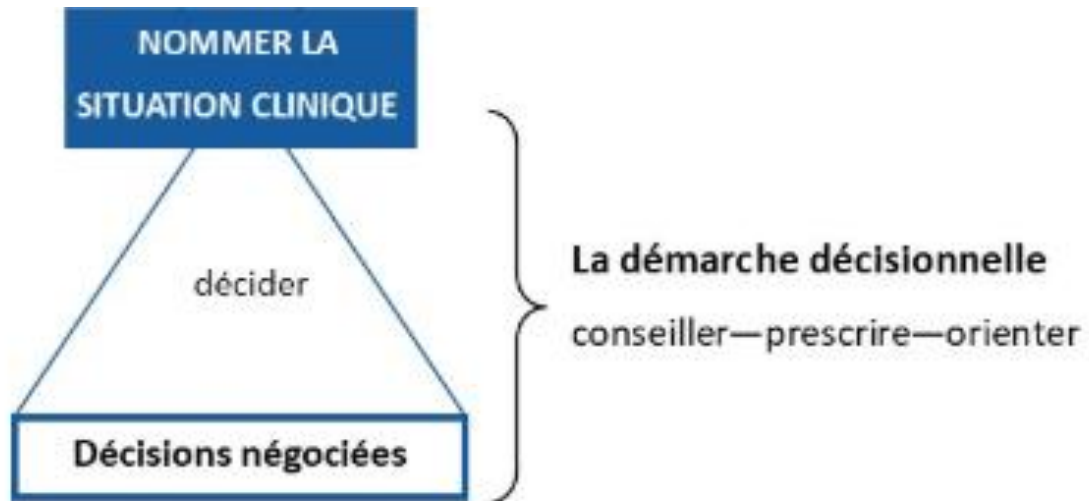 NOMMER LA
SITUATION CLINIQUE
décider
La démarche décisionnelle
conseiller—prescrire—orienter
Décisions négociées